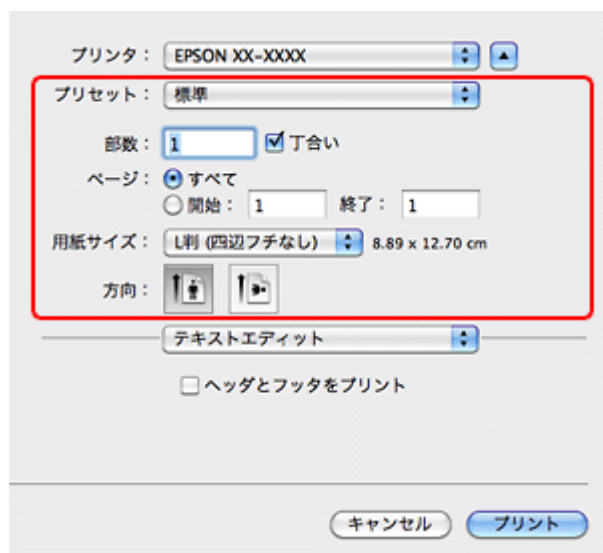 プリンタ： EPSON XX-XXXX
プリセット： 標準
部数： 1 丁合い
ページ： すべて
開始： 1 終了： 1
用紙サイズ： L判 (四辺フチなし) 8.89 x 12.70 cm
方向：
テキストエディット
ヘッダとフッタをプリント
キャンセル プリント